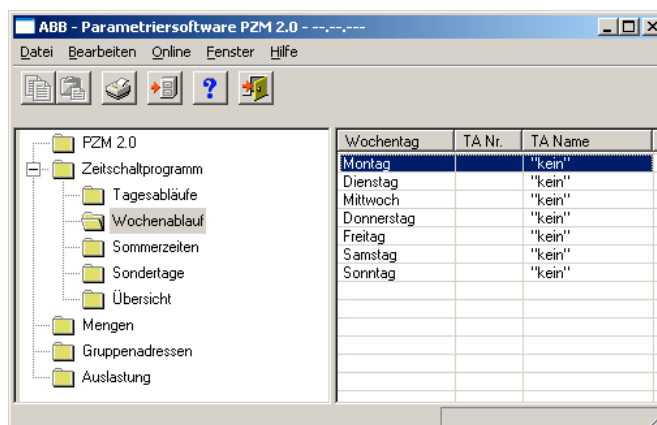 ABB - Parametriersoftware PZM 2.0 - --.--.---
Datei Bearbeiten Online Fenster Hilfe
PZM 2.0
Zeitschaltprogramm
Tagesabläufe
Wochenablauf
Sommerzeiten
Sondertage
Übersicht
Mengen
Gruppenadressen
Auslastung
Wochentag TA Nr. TA Name
Montag "kein"
Dienstag "kein"
Mittwoch "kein"
Donnerstag "kein"
Freitag "kein"
Samstag "kein"
Sonntag "kein"